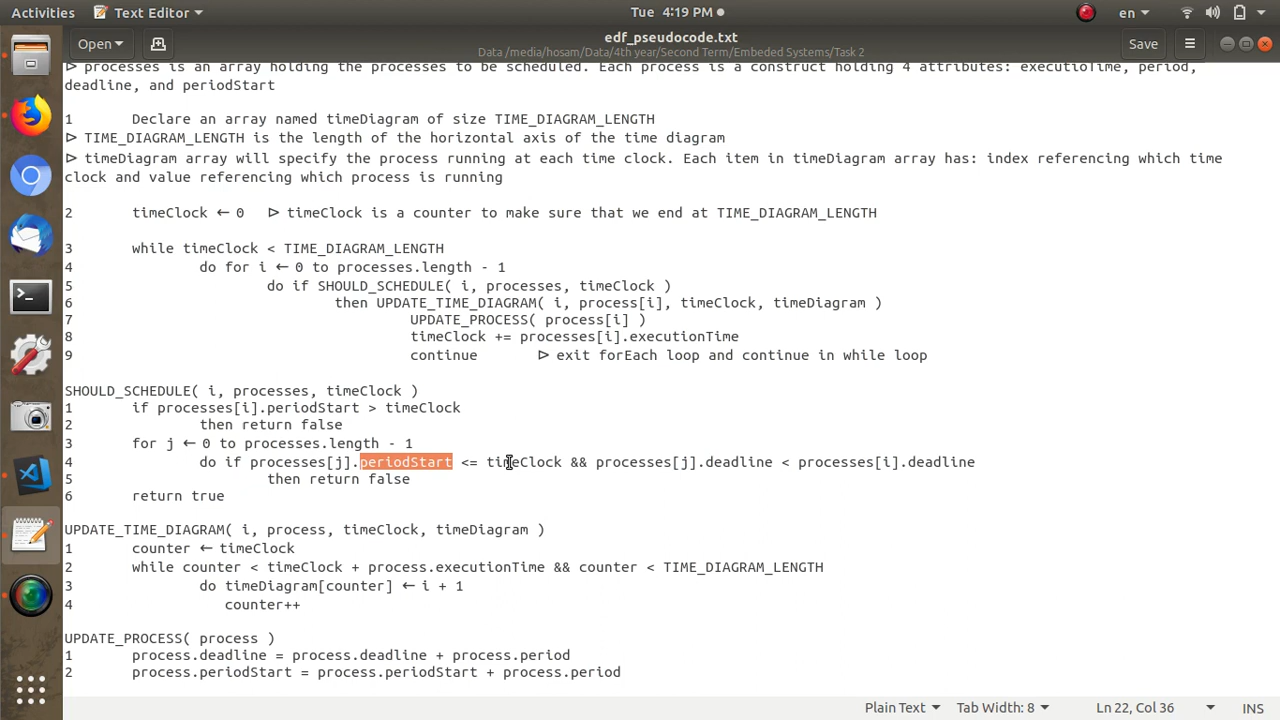 Activities Text Editor Tue 4:19 PM en
Open edf_pseudocode.txt Save
Data /media/hosam/Data/4th year/Second Term/Embeded Systems/Task 2
▷ processes is an array holding the processes to be scheduled. Each process is a construct holding 4 attributes: executioTime, period,
deadline, and periodStart
1 Declare an array named timeDiagram of size TIME_DIAGRAM_LENGTH
▷ TIME_DIAGRAM_LENGTH is the length of the horizontal axis of the time diagram
▷ timeDiagram array will specify the process running at each time clock. Each item in timeDiagram array has: index referencing which time
clock and value referencing which process is running
2 timeClock ← 0 ▷ timeClock is a counter to make sure that we end at TIME_DIAGRAM_LENGTH
3 while timeClock < TIME_DIAGRAM_LENGTH
4 do for i ← 0 to processes.length - 1
5 do if SHOULD_SCHEDULE( i, processes, timeClock )
6 then UPDATE_TIME_DIAGRAM( i, process[i], timeClock, timeDiagram )
7 UPDATE_PROCESS( process[i] )
8 timeClock += processes[i].executionTime
9 continue ▷ exit forEach loop and continue in while loop
SHOULD_SCHEDULE( i, processes, timeClock )
1 if processes[i].periodStart > timeClock
2 then return false
3 for j ← 0 to processes.length - 1
4 do if processes[j].periodStart <= timeClock && processes[j].deadline < processes[i].deadline
5 then return false
6 return true
UPDATE_TIME_DIAGRAM( i, process, timeClock, timeDiagram )
1 counter ← timeClock
2 while counter < timeClock + process.executionTime && counter < TIME_DIAGRAM_LENGTH
3 do timeDiagram[counter] ← i + 1
4 counter++
UPDATE_PROCESS( process )
1 process.deadline = process.deadline + process.period
2 process.periodStart = process.periodStart + process.period
Plain Text Tab Width: 8 Ln 22, Col 36 INS